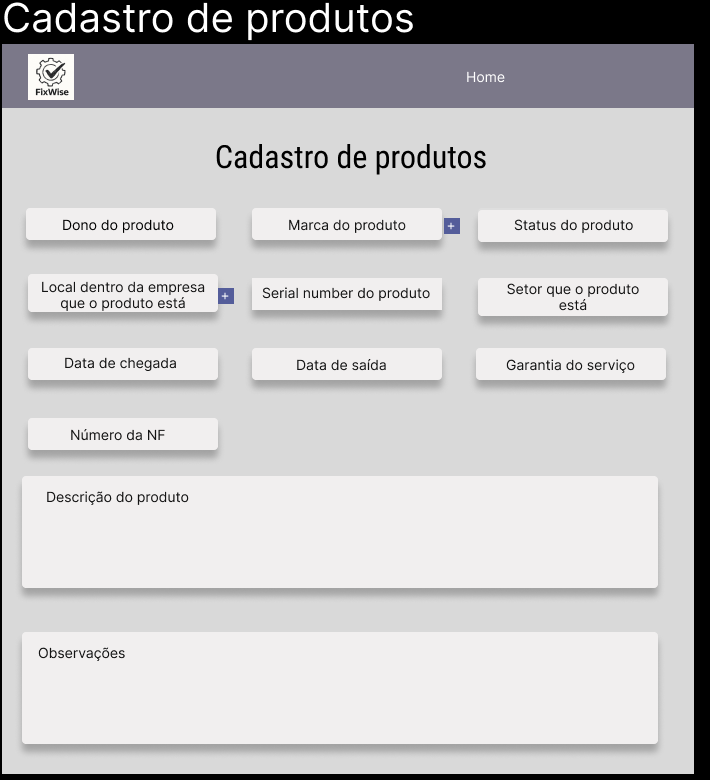 Cadastro de produtos
FixWise
Home
Cadastro de produtos
Dono do produto
Marca do produto
+
Status do produto
Local dentro da empresa
que o produto está
+
Serial number do produto
Setor que o produto
está
Data de chegada
Data de saída
Garantia do serviço
Número da NF
Descrição do produto
Observações